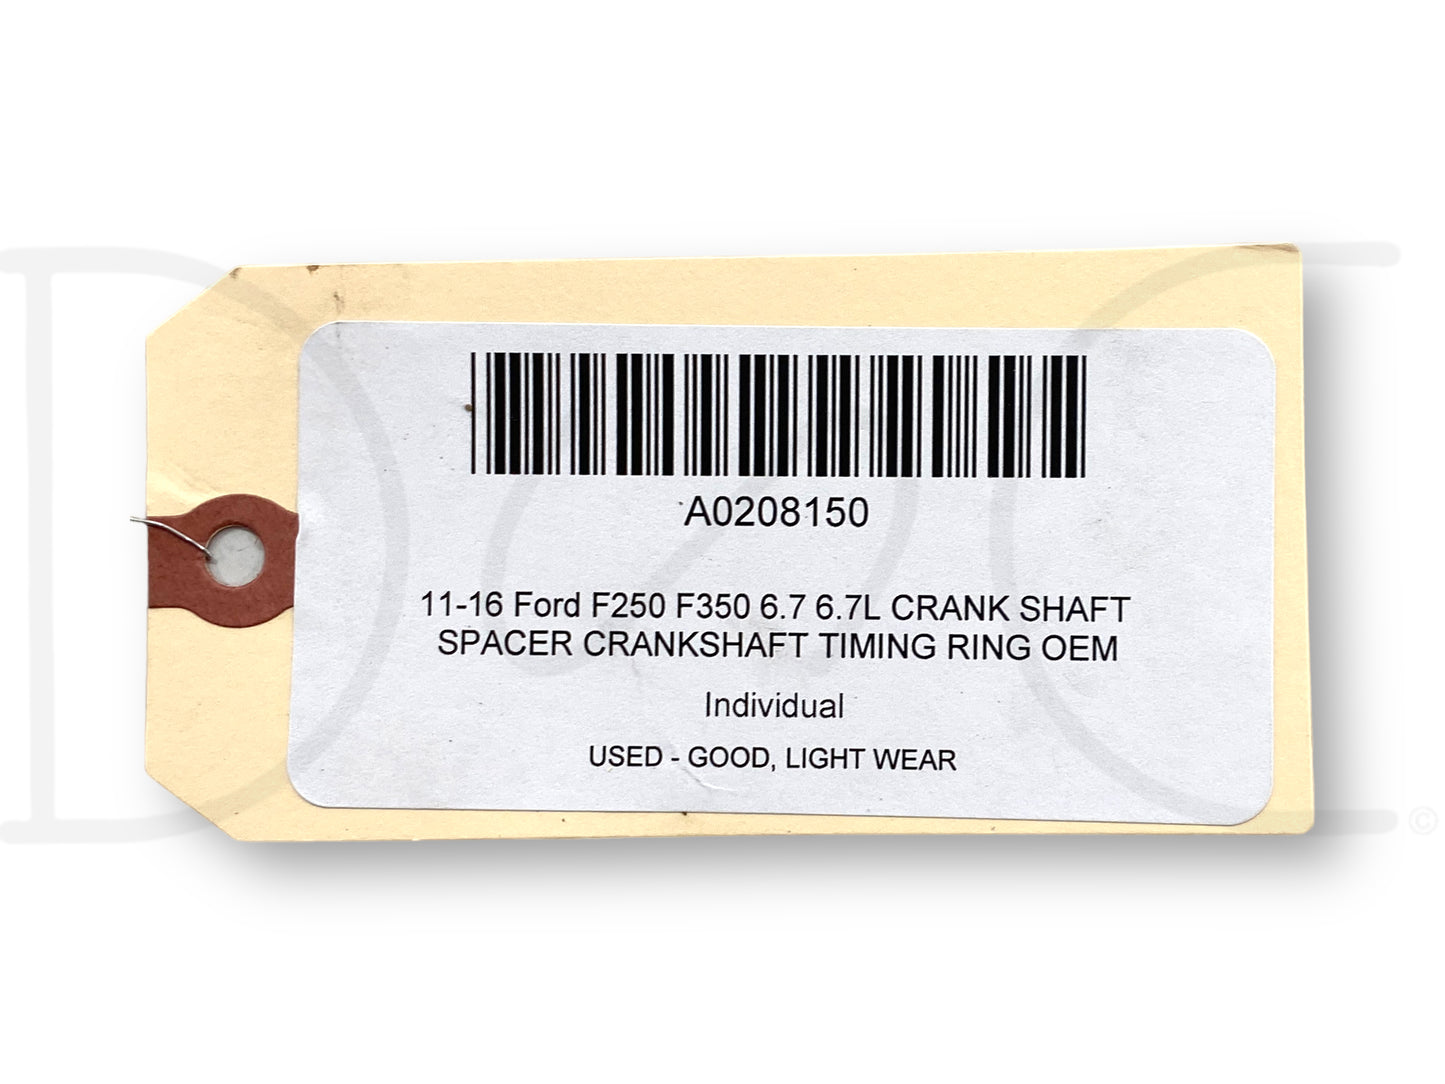 A0208150
11-16 Ford F250 F350 6.7 6.7L CRANK SHAFT
SPACER CRANKSHAFT TIMING RING OEM
Individual
USED - GOOD, LIGHT WEAR
©